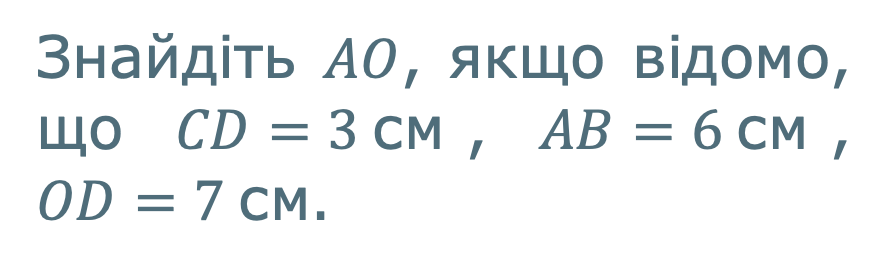 Знайдіть AO, якщо відомо,
що CD = 3 см , AB = 6 см ,
OD = 7 см.